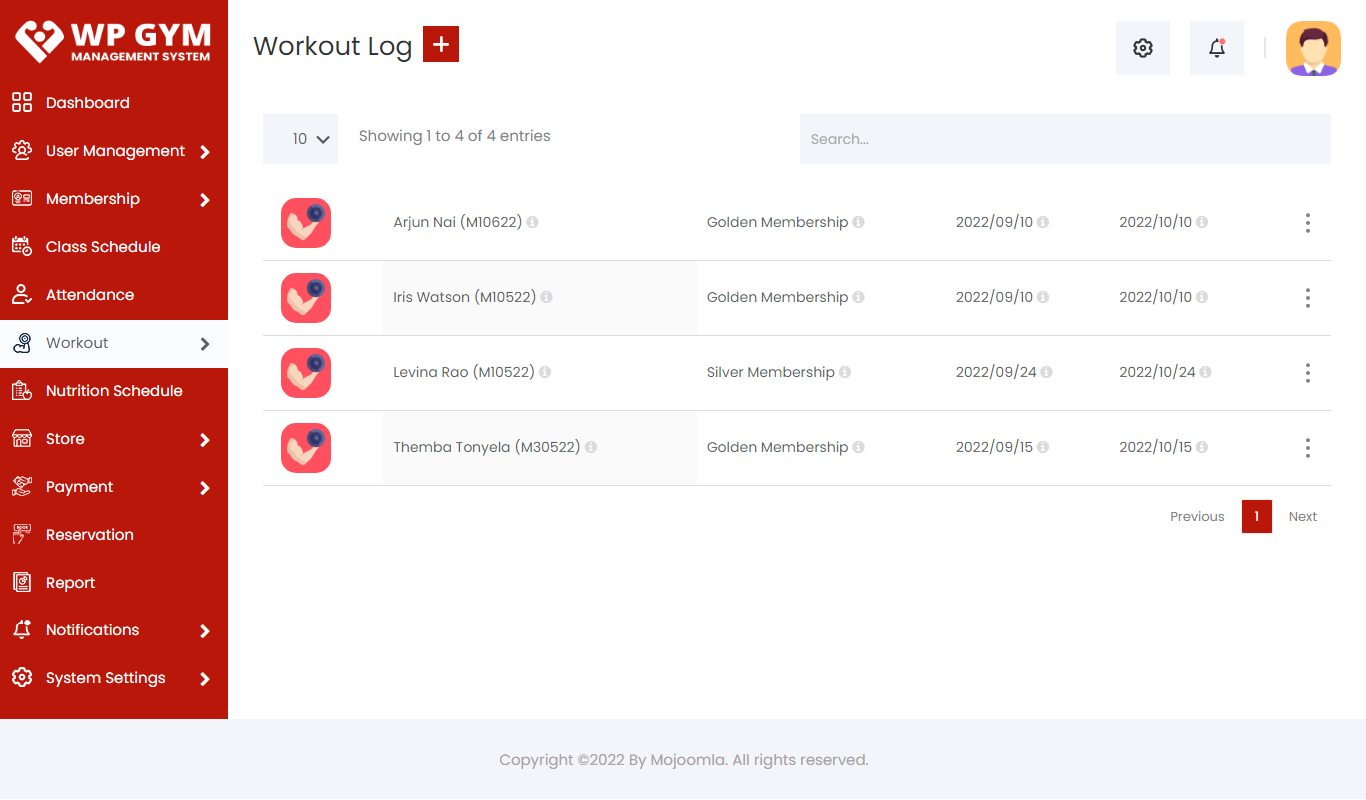 WP GYM
MANAGEMENT SYSTEM
Dashboard
User Management
Membership
Class Schedule
Attendance
Workout
Nutrition Schedule
Store
Payment
Reservation
Report
Notifications
System Settings
Workout Log +
10 Showing 1 to 4 of 4 entries Search...
Arjun Nai (M10622) Golden Membership 2022/09/10 2022/10/10
Iris Watson (M10522) Golden Membership 2022/09/10 2022/10/10
Levina Rao (M10522) Silver Membership 2022/09/24 2022/10/24
Themba Tonyela (M30522) Golden Membership 2022/09/15 2022/10/15
Previous 1 Next
Copyright ©2022 By Mojoomla. All rights reserved.